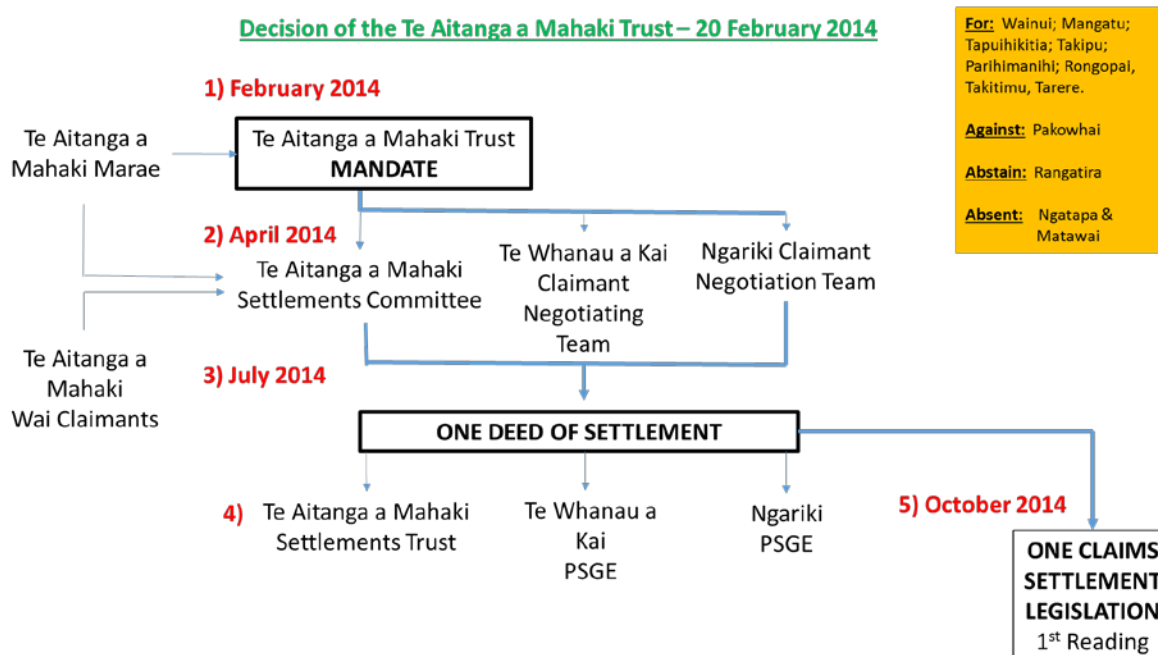 Decision of the Te Aitanga a Mahaki Trust – 20 February 2014
For: Wainui; Mangatu;
Tapuihikitia; Takipu;
Parihimanihi; Rongopai,
Takitimu, Tarere.
Against: Pakowhai
Abstain: Rangatira
Absent: Ngatapa &
Matawai
1) February 2014
Te Aitanga a
Mahaki Marae
Te Aitanga a Mahaki Trust
MANDATE
2) April 2014
Te Aitanga a Mahaki
Settlements Committee
Te Whanau a Kai
Claimant
Negotiating
Team
Ngariki Claimant
Negotiation Team
Te Aitanga a
Mahaki
Wai Claimants
3) July 2014
ONE DEED OF SETTLEMENT
4) Te Aitanga a Mahaki
Settlements Trust
Te Whanau a
Kai
PSGE
Ngariki
PSGE
5) October 2014
ONE CLAIMS
SETTLEMENT
LEGISLATION
1st Reading